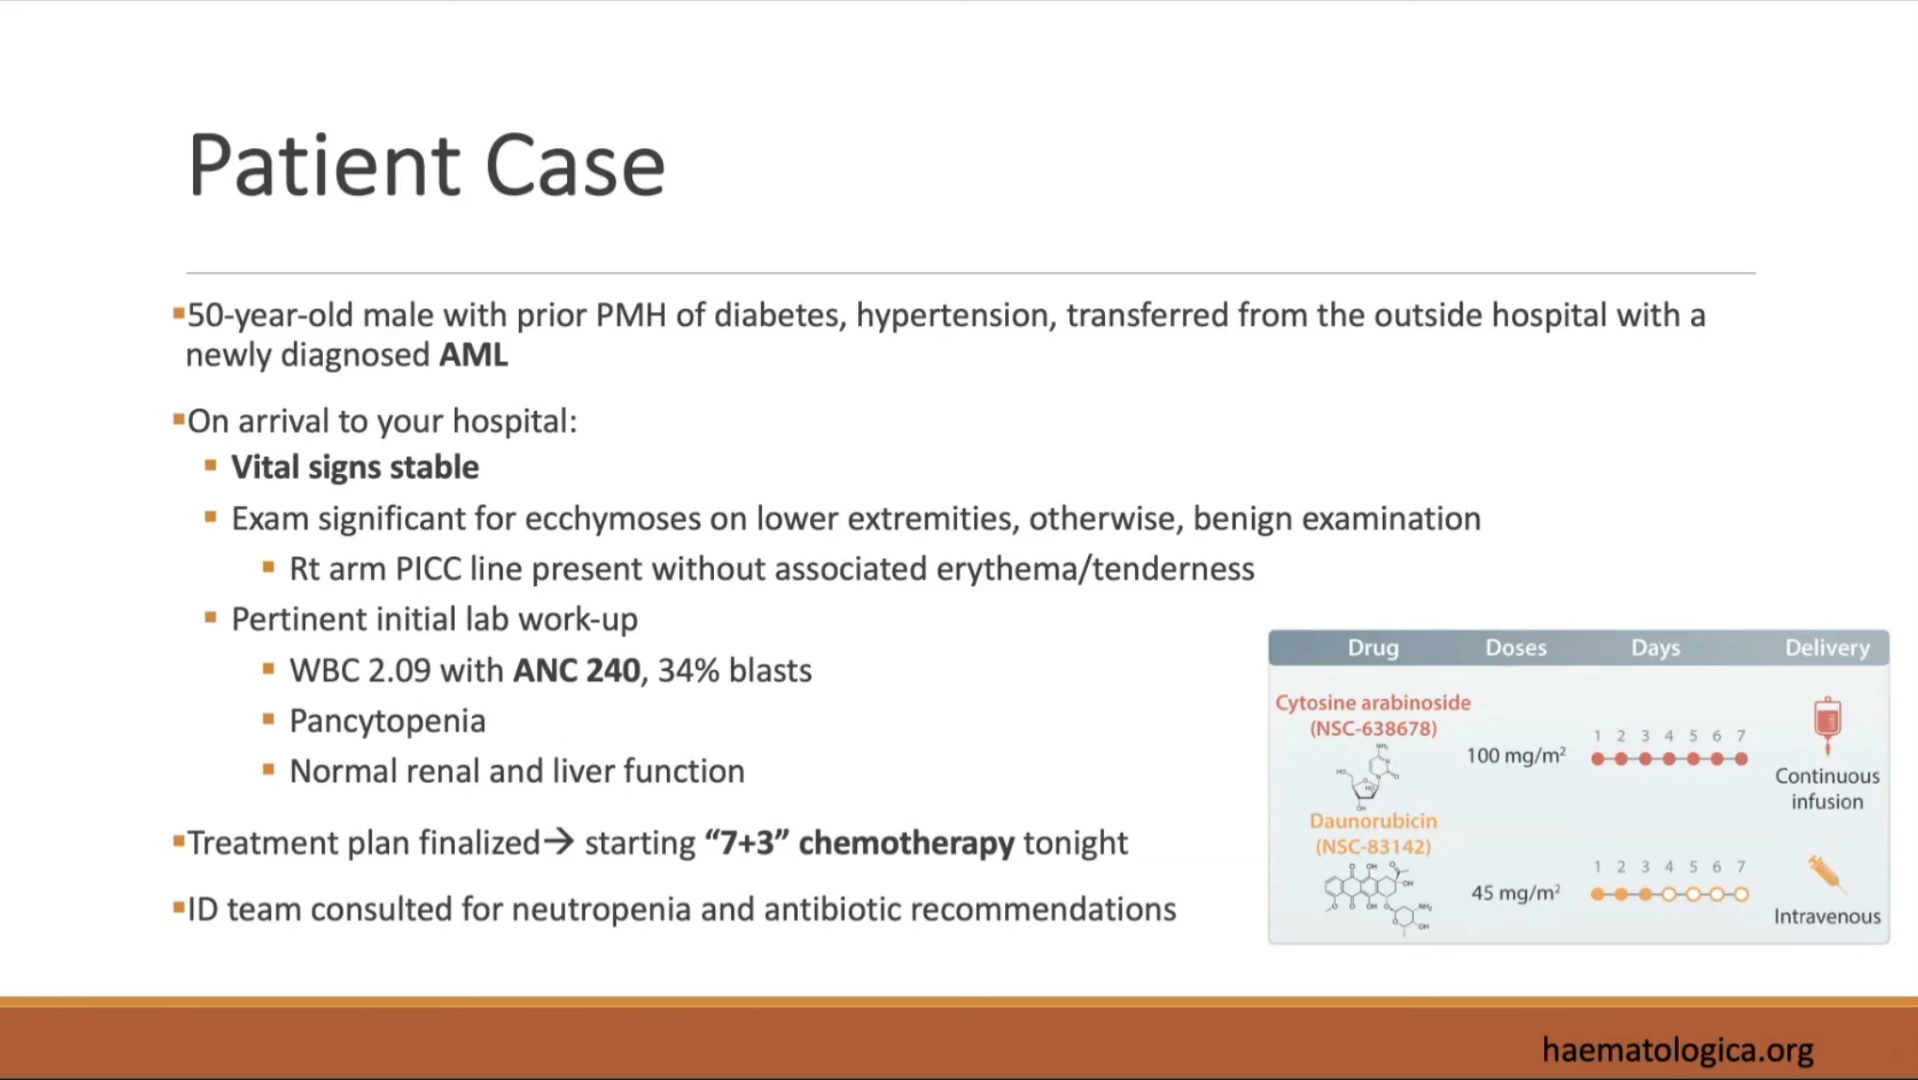 Patient Case
▪50-year-old male with prior PMH of diabetes, hypertension, transferred from the outside hospital with a
newly diagnosed AML
▪On arrival to your hospital:
▪ Vital signs stable
▪ Exam significant for ecchymoses on lower extremities, otherwise, benign examination
▪ Rt arm PICC line present without associated erythema/tenderness
▪ Pertinent initial lab work-up
▪ WBC 2.09 with ANC 240, 34% blasts
▪ Pancytopenia
▪ Normal renal and liver function
▪Treatment plan finalized→ starting “7+3” chemotherapy tonight
▪ID team consulted for neutropenia and antibiotic recommendations
Drug Doses Days Delivery
Cytosine arabinoside
(NSC-638678)
100 mg/m²
1 2 3 4 5 6 7
Continuous
infusion
Daunorubicin
(NSC-83142)
45 mg/m²
1 2 3 4 5 6 7
Intravenous
haematologica.org